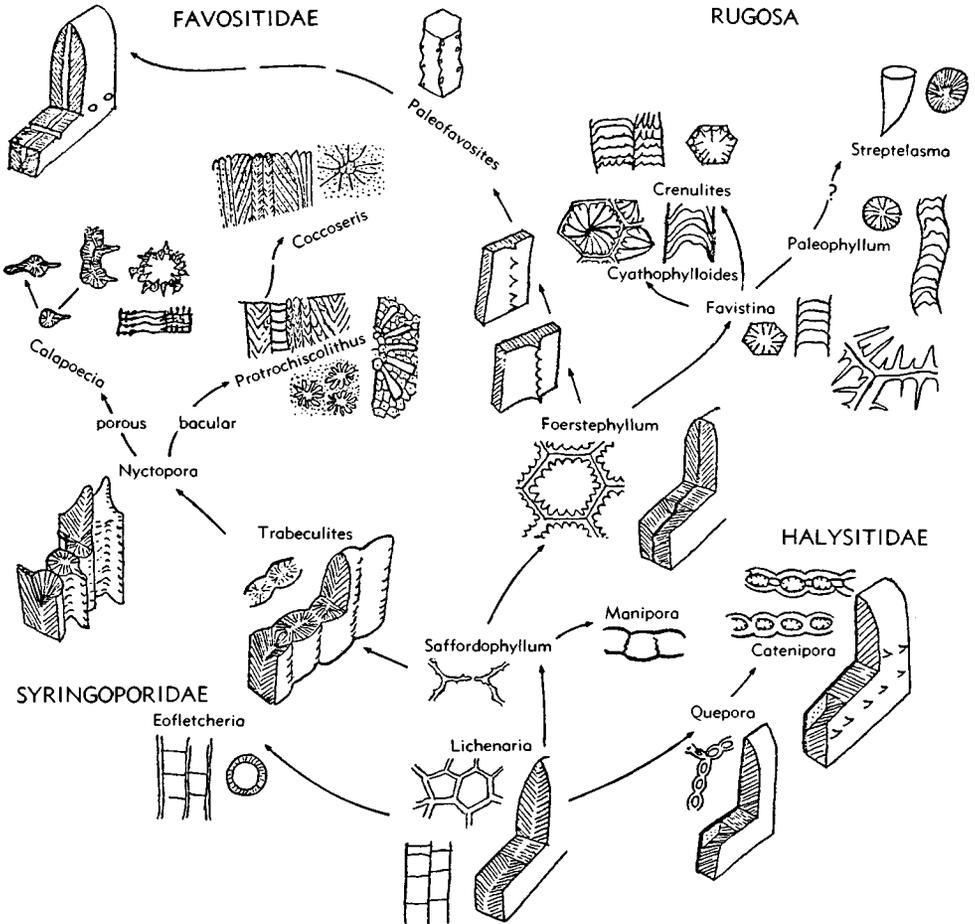 FAVOSITIDAE
RUGOSA
Paleofavosites
Streptelasma
?
Crenulites
Coccoseris
Paleophyllum
Cyathophylloides
Favistina
Protrochiscolithus
Calapoecia
porous
bacular
Foerstephyllum
Nyctopora
Trabeculites
HALYSITIDAE
Manipora
Saffordophyllum
Catenipora
SYRINGOPORIDAE
Quepora
Eofletcheria
Lichenaria